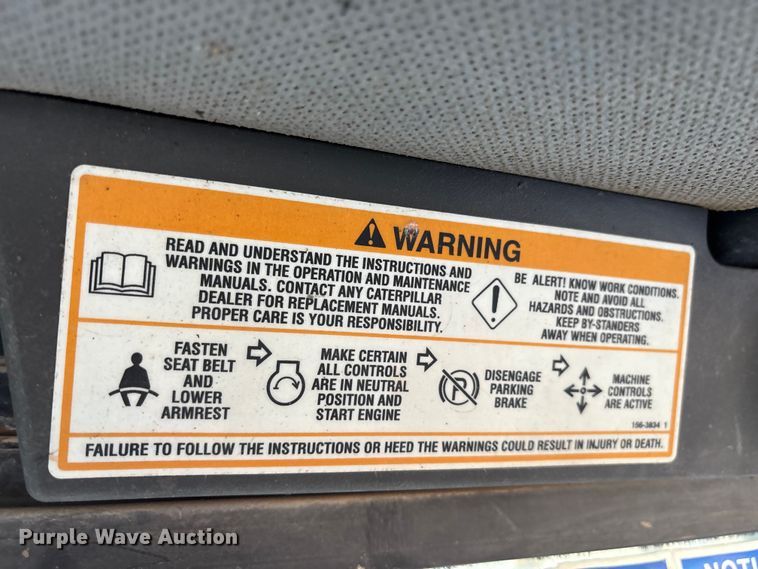 WARNING
READ AND UNDERSTAND THE INSTRUCTIONS AND
WARNINGS IN THE OPERATION AND MAINTENANCE
MANUALS. CONTACT ANY CATERPILLAR
DEALER FOR REPLACEMENT MANUALS.
PROPER CARE IS YOUR RESPONSIBILITY.
BE ALERT! KNOW WORK CONDITIONS.
NOTE AND AVOID ALL
HAZARDS AND OBSTRUCTIONS.
KEEP BY-STANDERS
AWAY WHEN OPERATING.
FASTEN
SEAT BELT
AND
LOWER
ARMREST
MAKE CERTAIN
ALL CONTROLS
ARE IN NEUTRAL
POSITION AND
START ENGINE
DISENGAGE
PARKING
BRAKE
MACHINE
CONTROLS
ARE ACTIVE
156-3834 1
FAILURE TO FOLLOW THE INSTRUCTIONS OR HEED THE WARNINGS COULD RESULT IN INJURY OR DEATH.
Purple Wave Auction